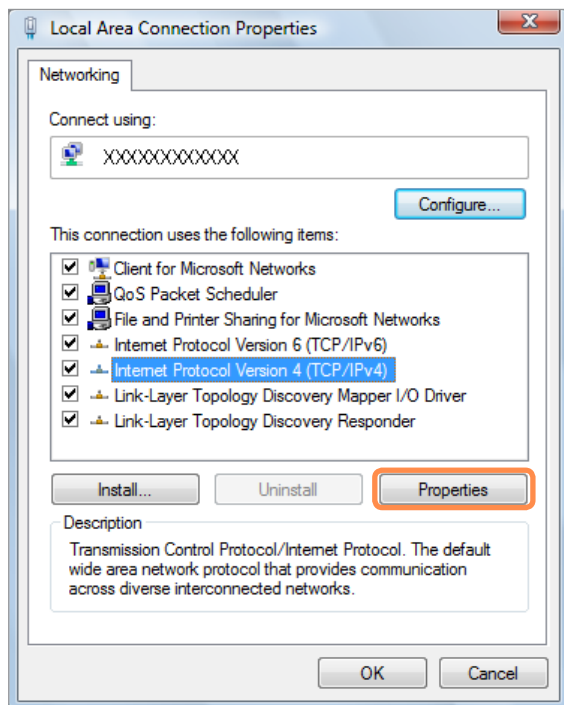 Local Area Connection Properties
Networking
Connect using:
XXXXXXXXXXXX
Configure...
This connection uses the following items:
Client for Microsoft Networks
QoS Packet Scheduler
File and Printer Sharing for Microsoft Networks
Internet Protocol Version 6 (TCP/IPv6)
Internet Protocol Version 4 (TCP/IPv4)
Link-Layer Topology Discovery Mapper I/O Driver
Link-Layer Topology Discovery Responder
Install... Uninstall Properties
Description
Transmission Control Protocol/Internet Protocol. The default
wide area network protocol that provides communication
across diverse interconnected networks.
OK Cancel